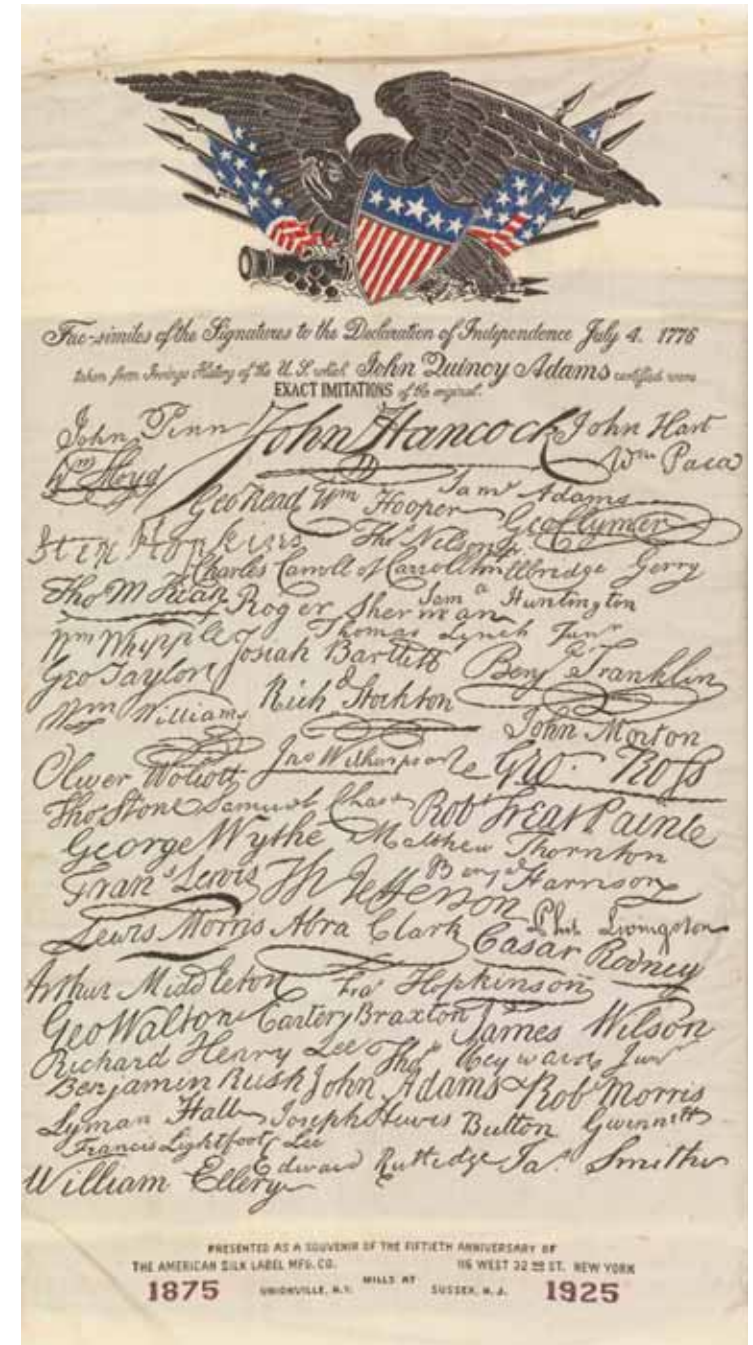 Fac-similes of the Signatures to the Declaration of Independence July 4. 1776
taken from Irvings History of the U.S. which John Quincy Adams certified were
EXACT IMITATIONS of the original.
John Penn John Hancock John Hart
Wm Floyd Wm Paca
Geo Read Wm Hooper Saml Adams
Step Hopkins Thos Nelson jr. Geo Clymer
Charles Carroll of Carrollton Elbridge Gerry
Tho M:Kean Roger Sherman Saml Huntington
Wm Whipple Josiah Bartlett Thomas Lynch Junr
Geo Taylor Benja Franklin
Wm Williams Richd Stockton
John Morton
Oliver Wolcott Jno Witherspoon Geo. Ross
Thos Stone Samuel Chase Robt Treat Paine
George Wythe Matthew Thornton
Frans Lewis Th Jefferson Benja Harrison
Lewis Morris Abra Clark Phil. Livingston
Casar Rodney
Arthur Middleton Fras Hopkinson
Geo Walton Carter Braxton James Wilson
Richard Henry Lee Thos Heyward Junr
Benjamin Rush John Adams Robt Morris
Lyman Hall Joseph Hewes Button Gwinnett
Francis Lightfoot Lee
William Ellery Edward Rutledge Jas. Smith
PRESENTED AS A SOUVENIR OF THE FIFTIETH ANNIVERSARY OF
THE AMERICAN SILK LABEL MFG. CO. 116 WEST 32ND ST. NEW YORK
1875 UNIONVILLE, N.Y. MILLS AT SUSSEX, N.J. 1925